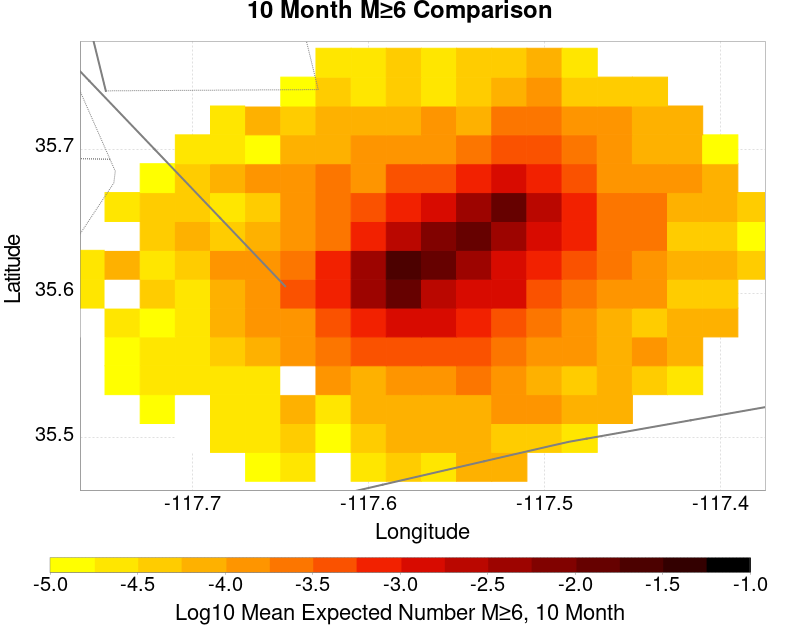 10 Month M≥6 Comparison
35.7
35.6
35.5
Latitude
-117.7 -117.6 -117.5 -117.4
Longitude
-5.0 -4.5 -4.0 -3.5 -3.0 -2.5 -2.0 -1.5 -1.0
Log10 Mean Expected Number M≥6, 10 Month